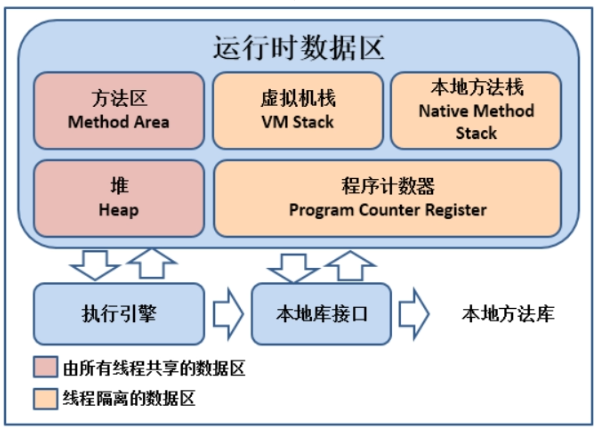 运行时数据区
方法区
Method Area
虚拟机栈
VM Stack
本地方法栈
Native Method
Stack
堆
Heap
程序计数器
Program Counter Register
执行引擎
本地库接口
本地方法库
由所有线程共享的数据区
线程隔离的数据区